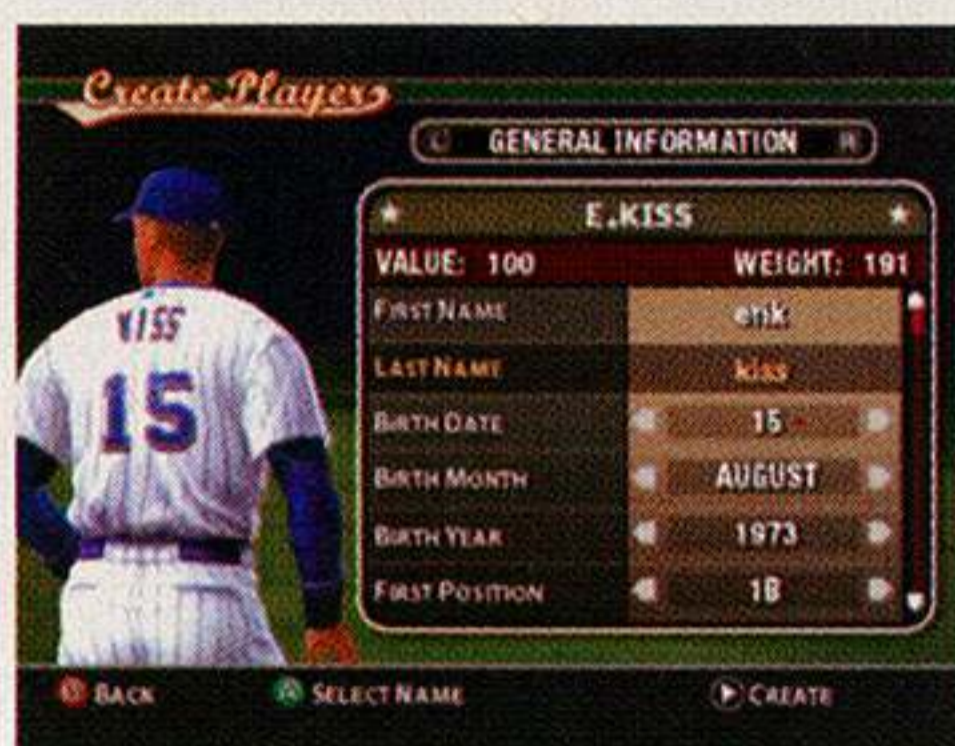 Create Players
GENERAL INFORMATION
E.KISS
VALUE: 100 WEIGHT: 191
FIRST NAME erik
LAST NAME kiss
BIRTH DATE 15
BIRTH MONTH AUGUST
BIRTH YEAR 1973
FIRST POSITION 1B
KISS
15
BACK SELECT NAME CREATE